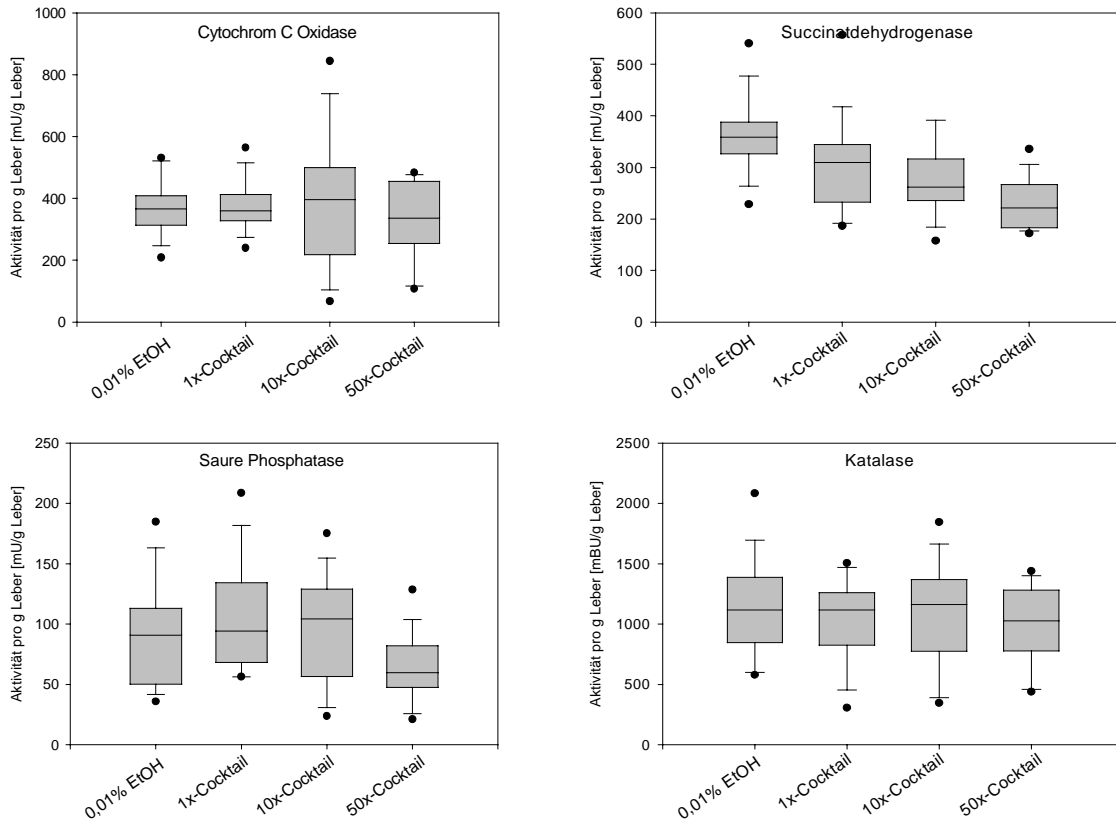 Cytochrom C Oxidase
Aktivität pro g Leber [mU/g Leber]
1000
800
600
400
200
0
0,01% EtOH
1x-Cocktail
10x-Cocktail
50x-Cocktail
Succinatdehydrogenase
Aktivität pro g Leber [mU/g Leber]
600
500
400
300
200
100
0
0,01% EtOH
1x-Cocktail
10x-Cocktail
50x-Cocktail
Saure Phosphatase
Aktivität pro g Leber [mU/g Leber]
250
200
150
100
50
0
0,01% EtOH
1x-Cocktail
10x-Cocktail
50x-Cocktail
Katalase
Aktivität pro g Leber [mBU/g Leber]
2500
2000
1500
1000
500
0
0,01% EtOH
1x-Cocktail
10x-Cocktail
50x-Cocktail